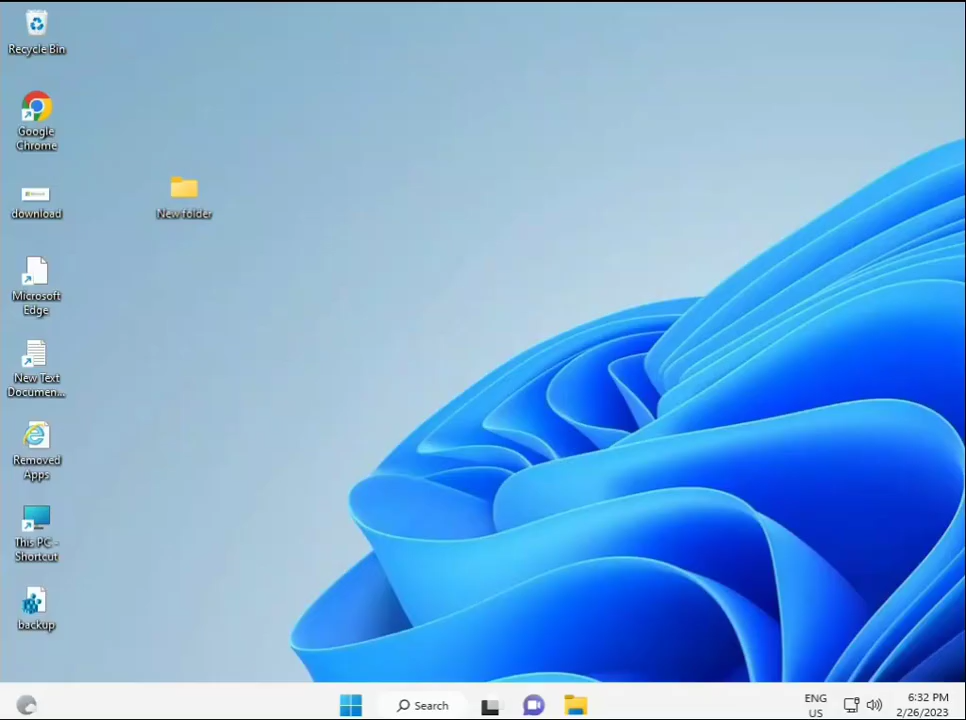 Recycle Bin
Google
Chrome
download
New folder
Microsoft
Edge
New Text
Documen...
Removed
Apps
This PC -
Shortcut
backup
Search
ENG
US
6:32 PM
2/26/2023